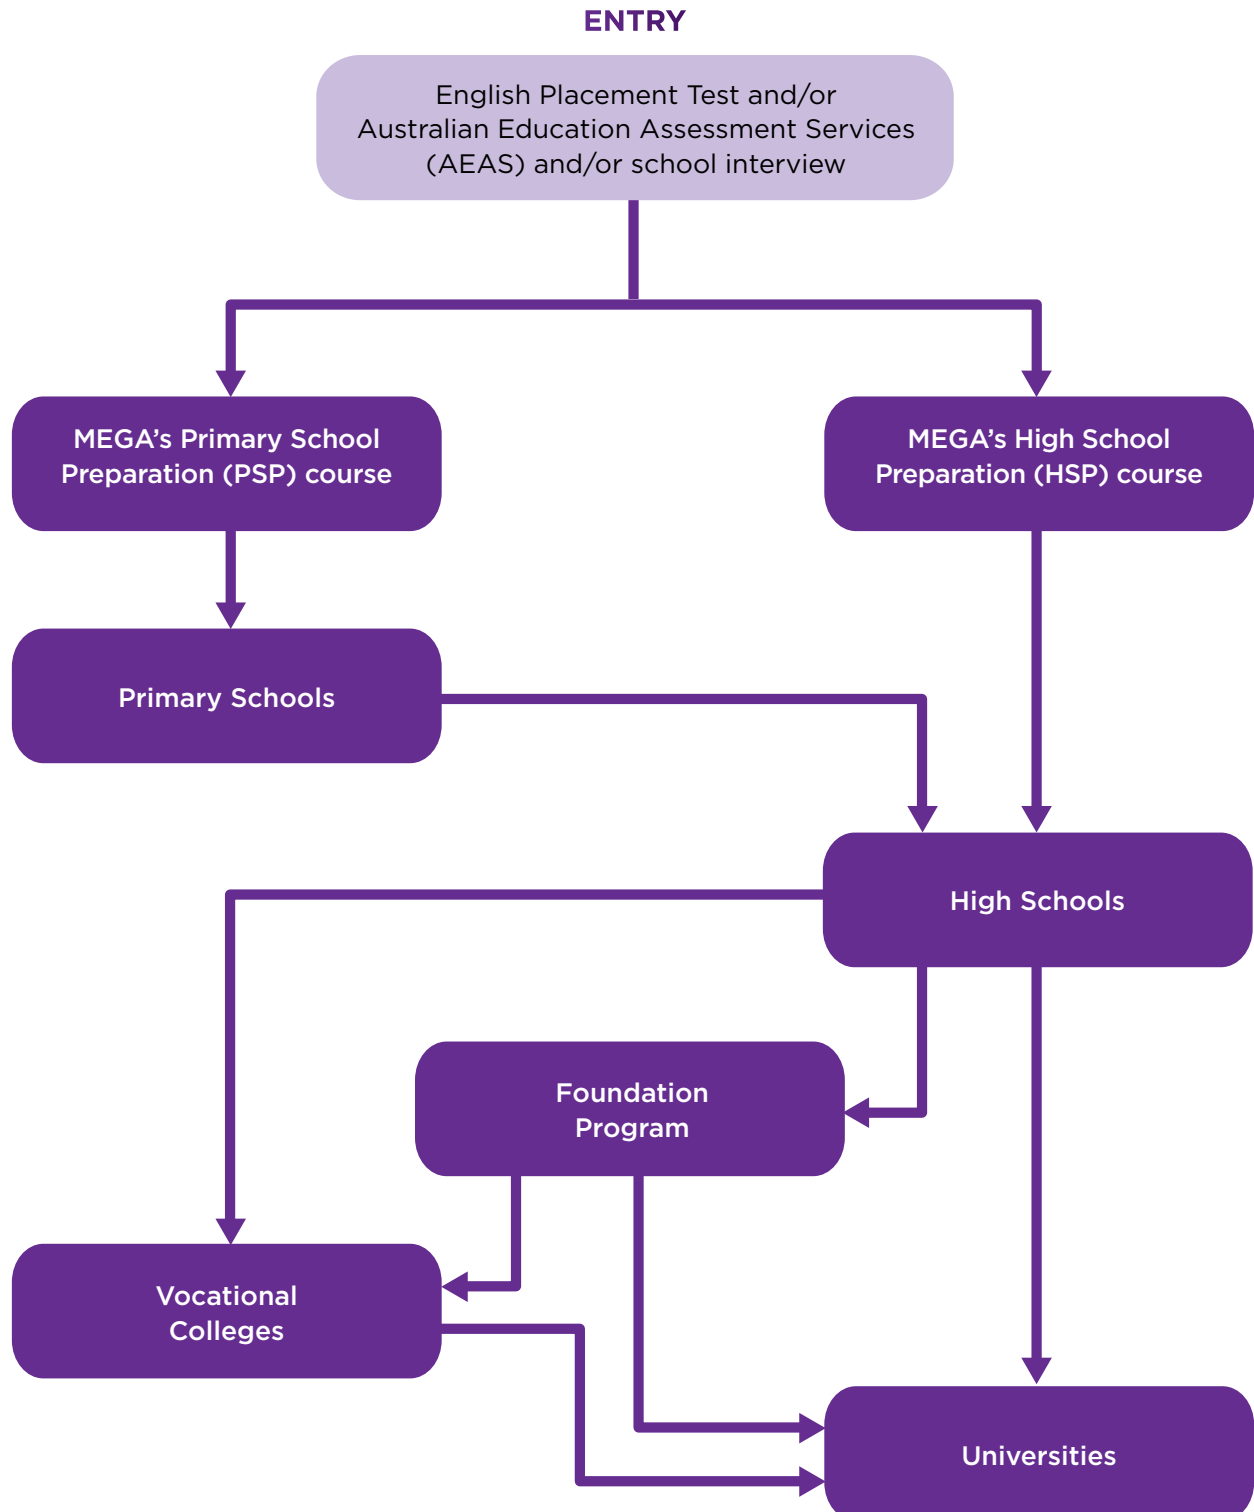 ENTRY
English Placement Test and/or
Australian Education Assessment Services
(AEAS) and/or school interview
MEGA’s Primary School
Preparation (PSP) course
MEGA’s High School
Preparation (HSP) course
Primary Schools
High Schools
Foundation
Program
Vocational
Colleges
Universities